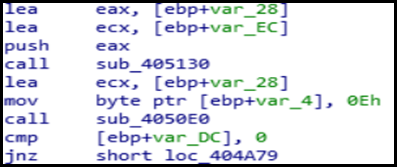 lea eax, [ebp+var_28]
lea ecx, [ebp+var_EC]
push eax
call sub_405130
lea ecx, [ebp+var_28]
mov byte ptr [ebp+var_4], 0Eh
call sub_4050E0
cmp [ebp+var_DC], 0
jnz short loc_404A79